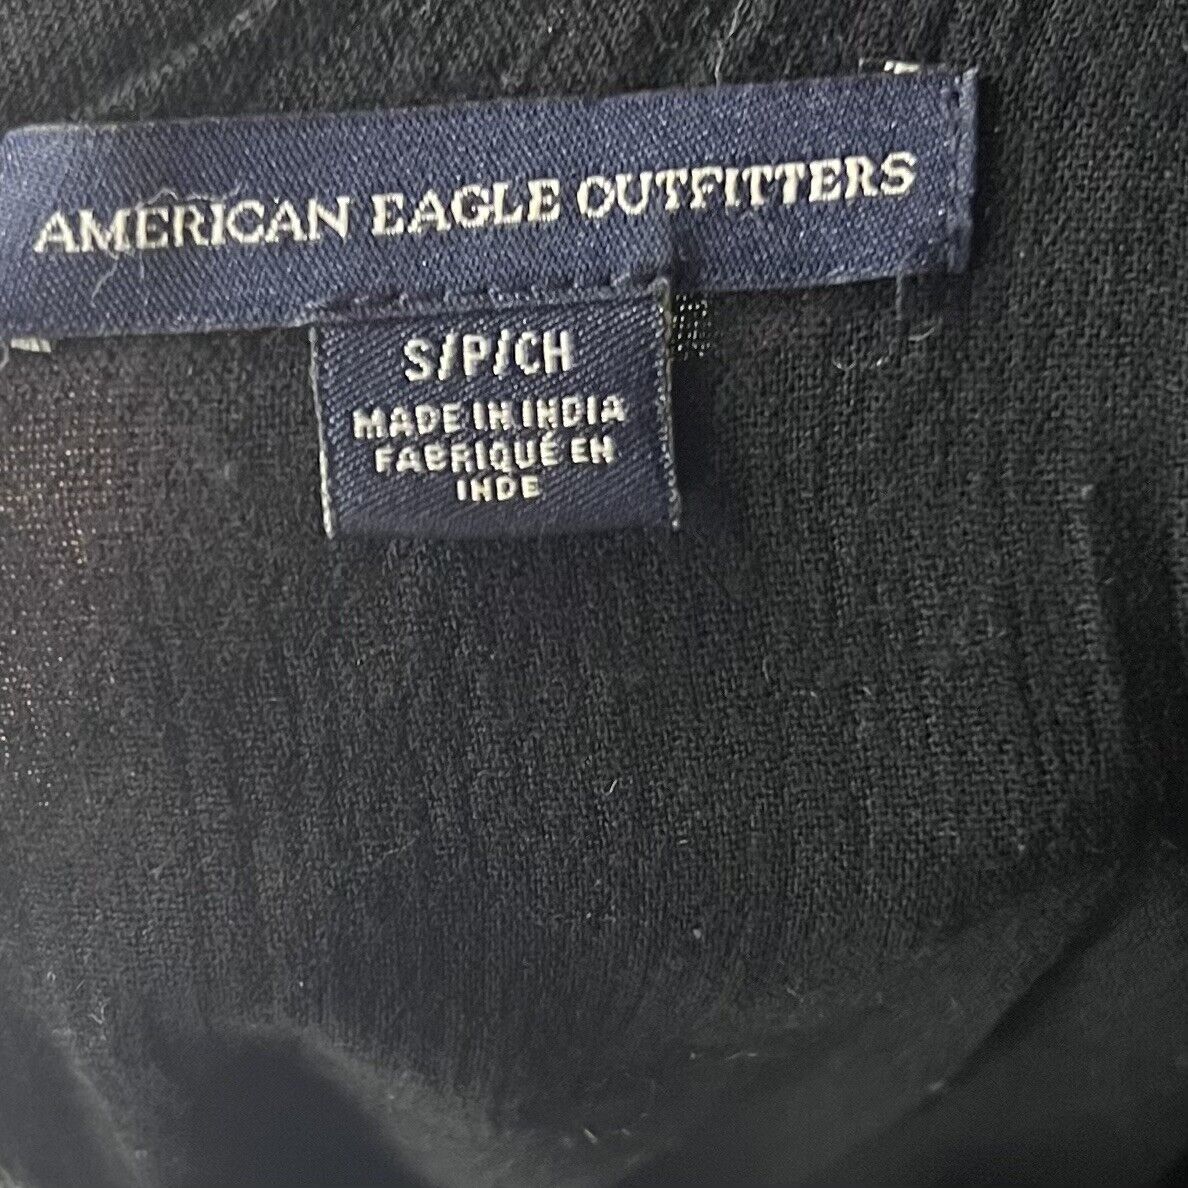 AMERICAN EAGLE OUTFITTERS
S/P/CH
MADE IN INDIA
FABRIQUÉ EN
INDE